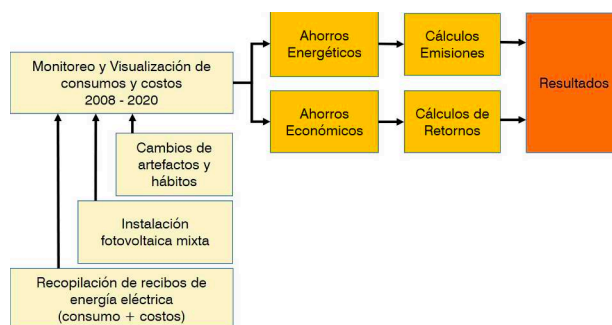 Monitoreo y Visualización de
consumos y costos
2008 - 2020
Ahorros
Energéticos
Cálculos
Emisiones
Resultados
Ahorros
Económicos
Cálculos de
Retornos
Cambios de
artefactos y
hábitos
Instalación
fotovoltaica mixta
Recopilación de recibos de
energía eléctrica
(consumo + costos)